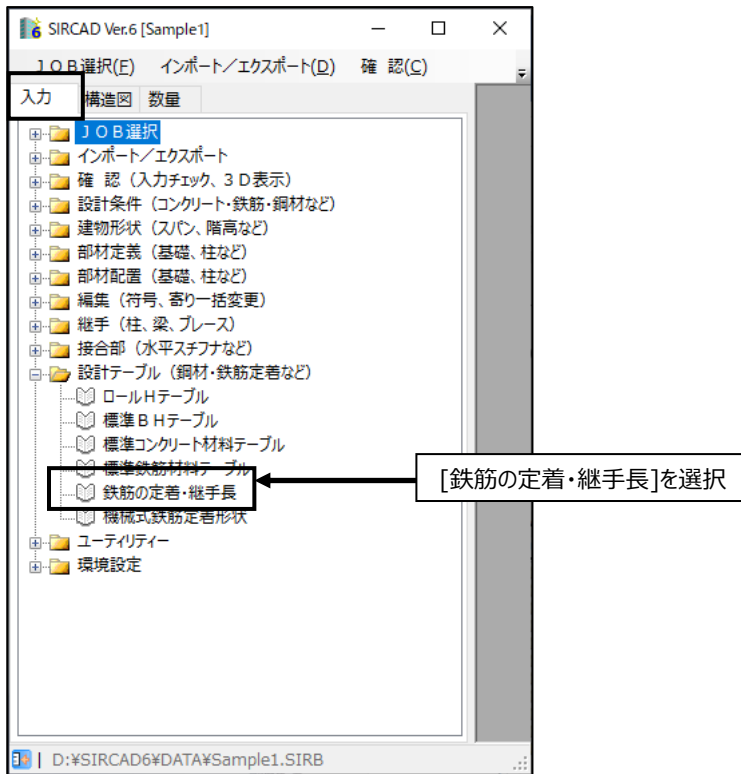 SIRCAD Ver.6 [Sample1]
JOB選択(F) インポート/エクスポート(D) 確 認(C)
入力 構造図 数量
JOB選択
インポート/エクスポート
確 認(入力チェック、3D表示)
設計条件(コンクリート・鉄筋・鋼材など)
建物形状(スパン、階高など)
部材定義(基礎、柱など)
部材配置(基礎、柱など)
編集(符号、寄り一括変更)
継手(柱、梁、ブレース)
接合部(水平スチフナなど)
設計テーブル(鋼材・鉄筋定着など)
ロールHテーブル
標準BHテーブル
標準コンクリート材料テーブル
標準鉄筋材料テーブル
鉄筋の定着・継手長
[鉄筋の定着・継手長]を選択
機械式鉄筋定着形状
ユーティリティー
環境設定
D:¥SIRCAD6¥DATA¥Sample1.SIRB